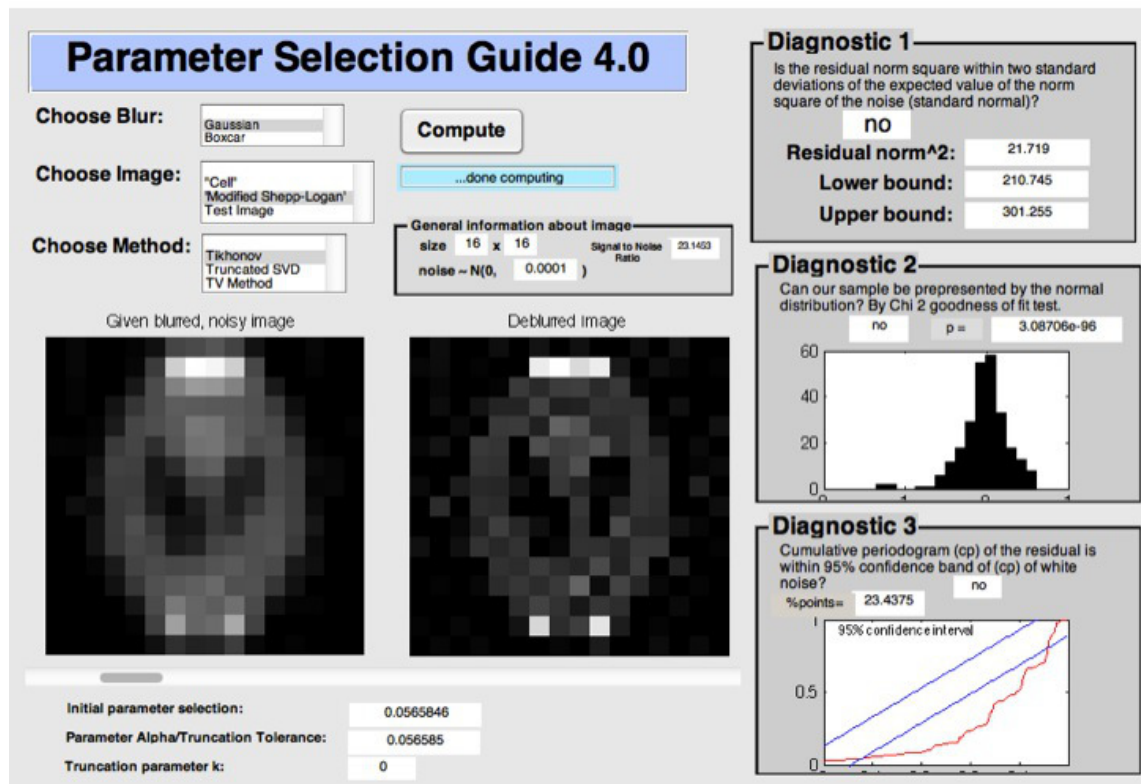 Parameter Selection Guide 4.0
Choose Blur:
Gaussian
Boxcar
Compute
Choose Image:
"Cell"
'Modified Shepp-Logan'
Test Image
...done computing
Choose Method:
Tikhonov
Truncated SVD
TV Method
General information about image
size 16 x 16
Signal to Noise
Ratio
23.1453
noise ~ N(0, 0.0001 )
Given blurred, noisy image
Deblurred Image
Initial parameter selection: 0.0565846
Parameter Alpha/Truncation Tolerance: 0.056585
Truncation parameter k: 0
Diagnostic 1
Is the residual norm square within two standard
deviations of the expected value of the norm
square of the noise (standard normal)?
no
Residual norm^2: 21.719
Lower bound: 210.745
Upper bound: 301.255
Diagnostic 2
Can our sample be prepresented by the normal
distribution? By Chi 2 goodness of fit test.
no p = 3.08706e-96
60
40
20
0
Diagnostic 3
Cumulative periodogram (cp) of the residual is
within 95% confidence band of (cp) of white
noise?
no
%points= 23.4375
1
95% confidence interval
0.5
0